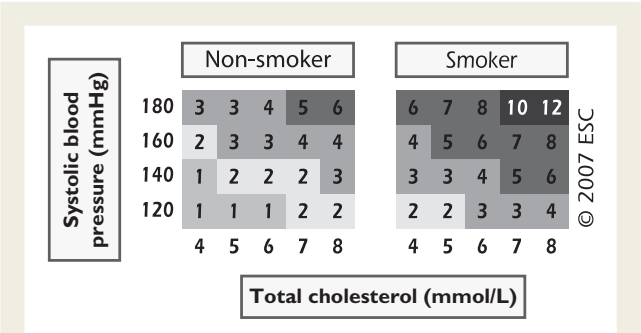 Non-smoker Smoker
Systolic blood
pressure (mmHg)
180 3 3 4 5 6 6 7 8 10 12
160 2 3 3 4 4 4 5 6 7 8
140 1 2 2 2 3 3 3 4 5 6
120 1 1 1 2 2 2 2 3 3 4
4 5 6 7 8 4 5 6 7 8
© 2007 ESC
Total cholesterol (mmol/L)